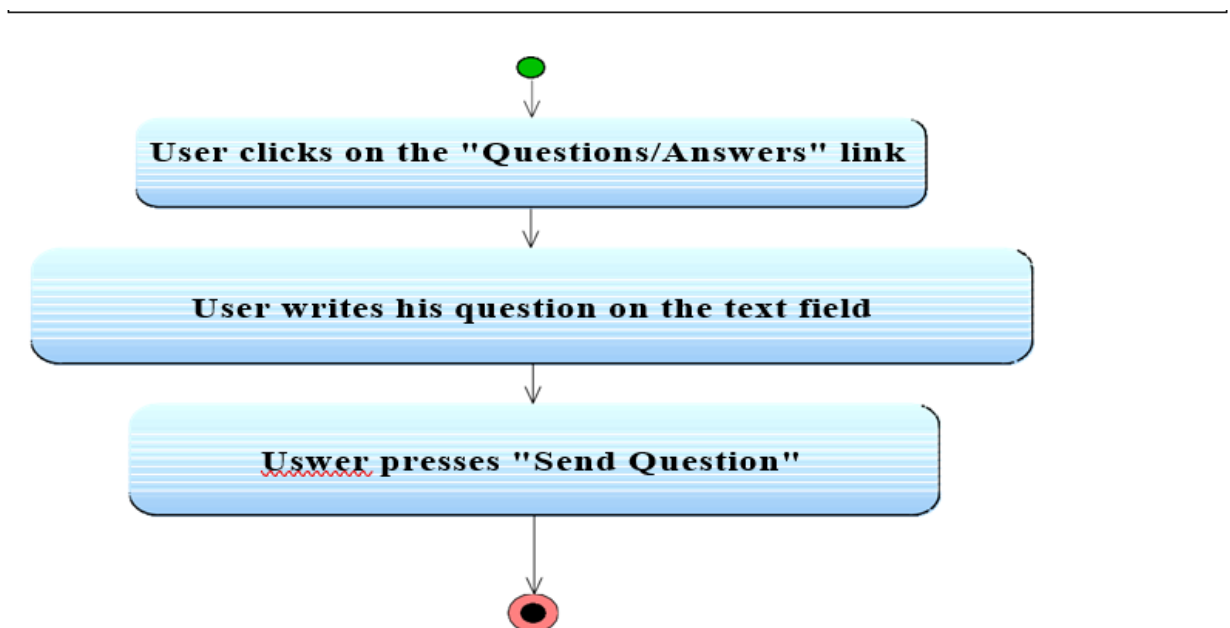 User clicks on the "Questions/Answers" link
User writes his question on the text field
Uswer presses "Send Question"